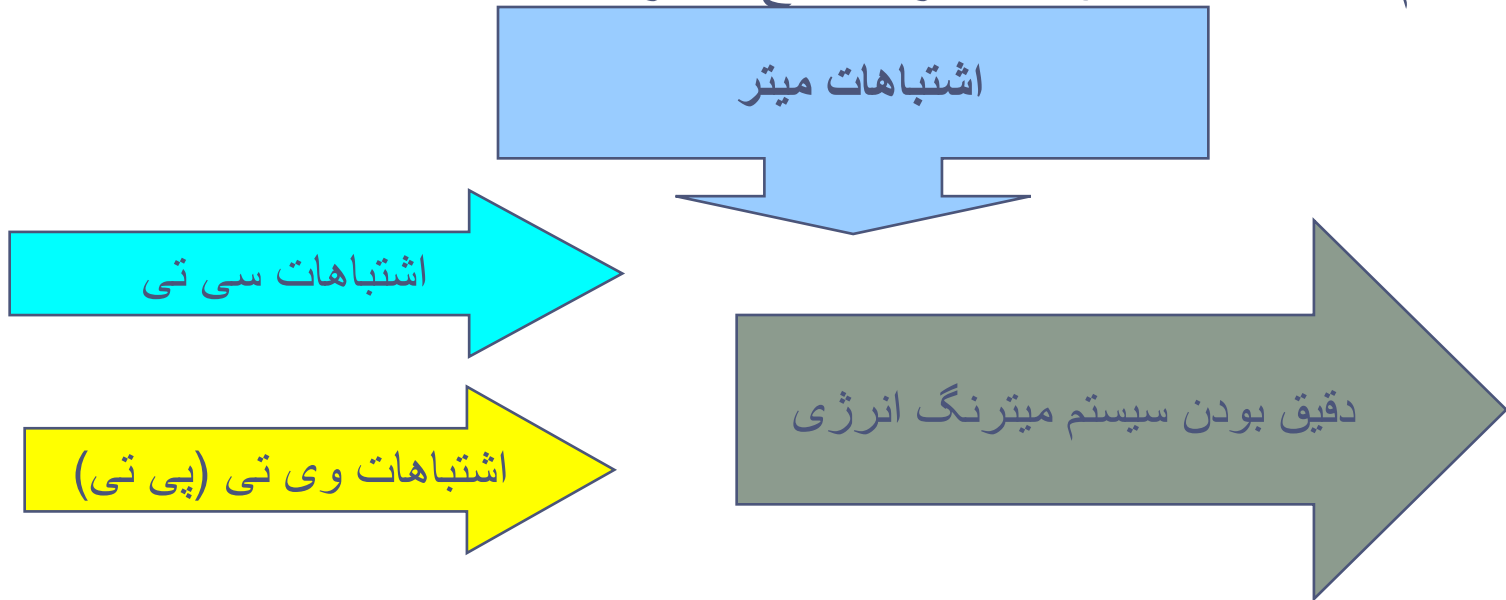 اشتباهات میتر
اشتباهات سی تی
دقیق بودن سیستم میترنگ انرژی
اشتباهات وی تی (پی تی)